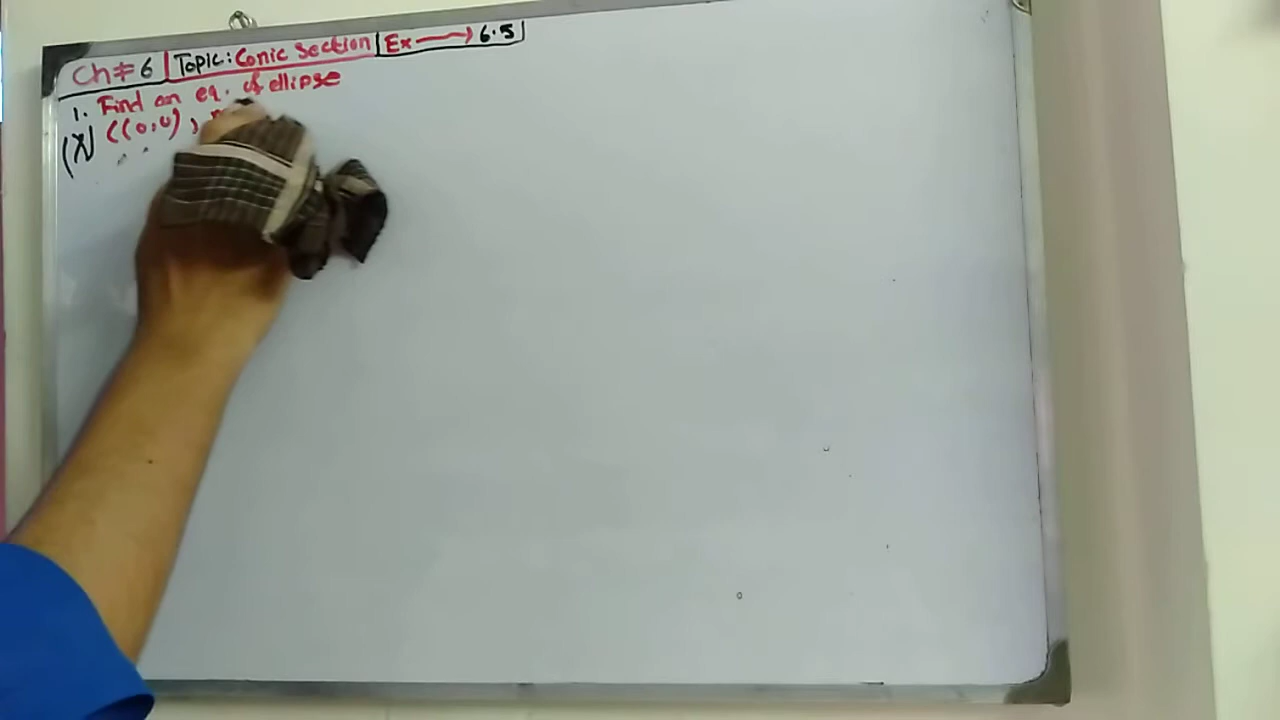 Ch # 6 | Topic: Conic Section | Ex → 6.5
1. Find an eq. of ellipse
(x) C(0,0),